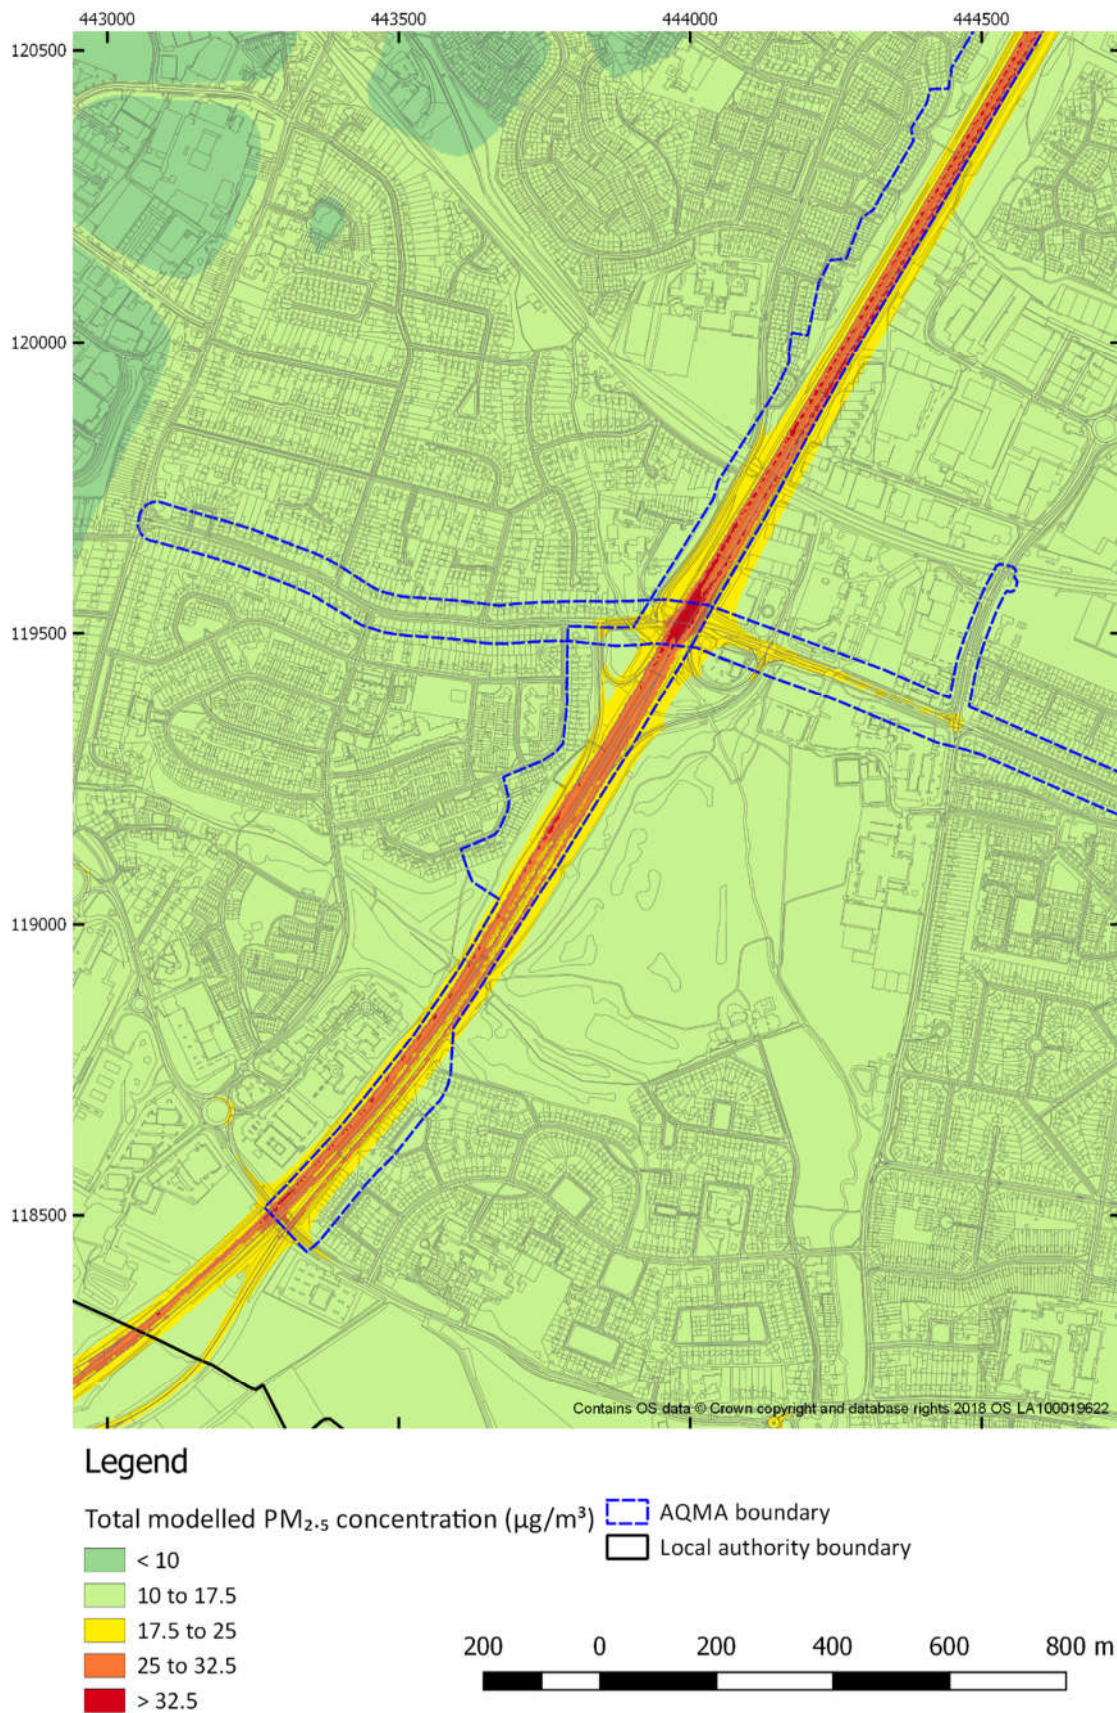 443000 443500 444000 444500
120500
120000
119500
119000
118500
Contains OS data © Crown copyright and database rights 2018 OS LA100019622
Legend
Total modelled PM₂.₅ concentration (µg/m³)
< 10
10 to 17.5
17.5 to 25
25 to 32.5
> 32.5
AQMA boundary
Local authority boundary
200 0 200 400 600 800 m